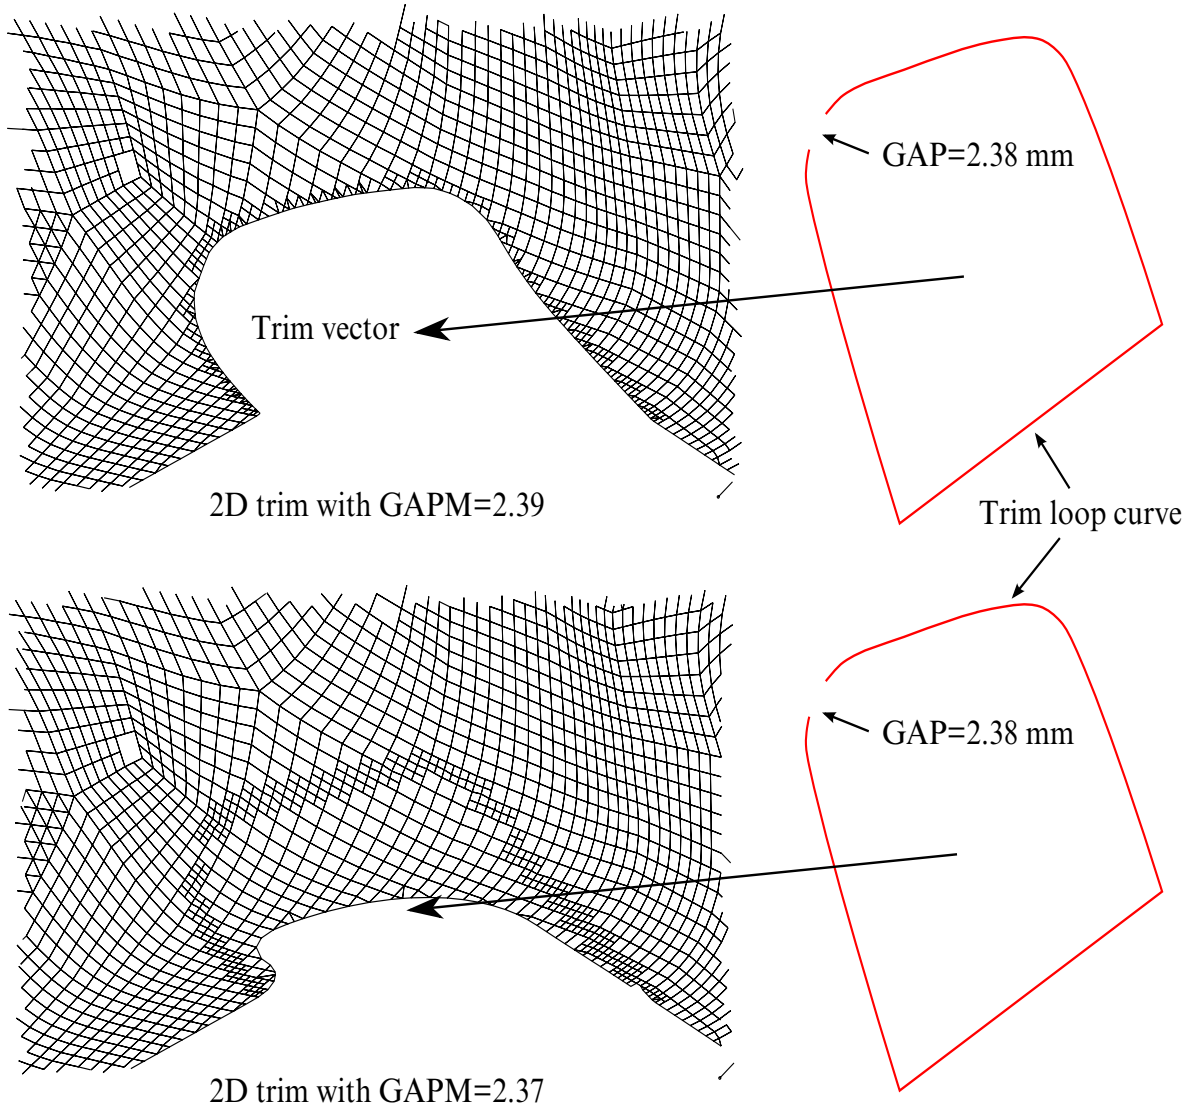 GAP=2.38 mm
Trim vector
2D trim with GAPM=2.39
Trim loop curve
GAP=2.38 mm
2D trim with GAPM=2.37